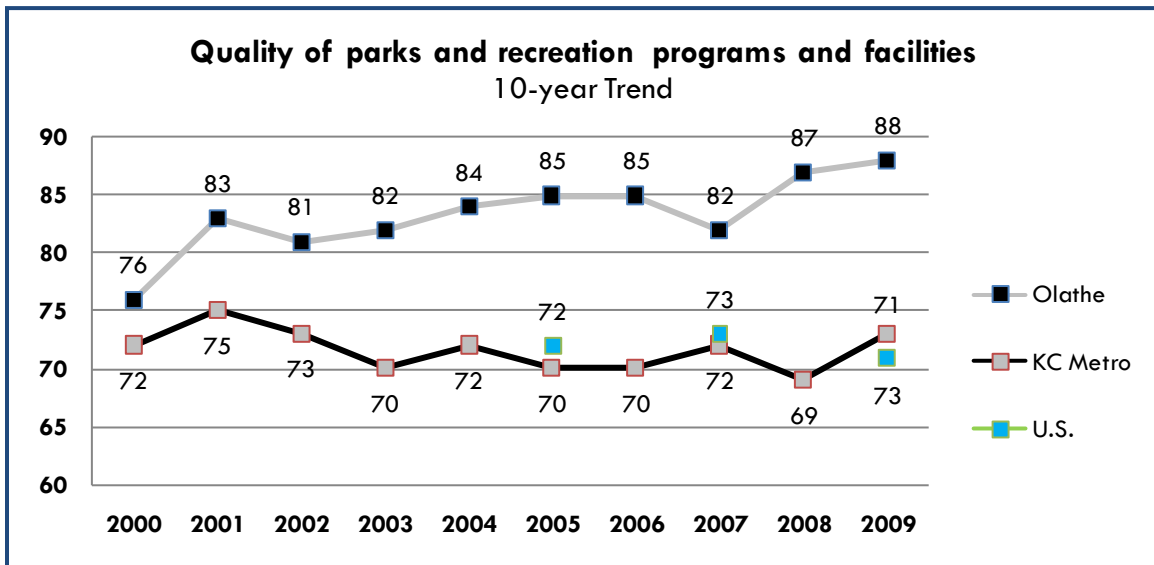 Quality of parks and recreation programs and facilities
10-year Trend
90
85
80
75
70
65
60
76 83 81 82 84 85 85 82 87 88
72 73 71
72 75 73 70 72 70 70 72 69 73
2000 2001 2002 2003 2004 2005 2006 2007 2008 2009
Olathe
KC Metro
U.S.